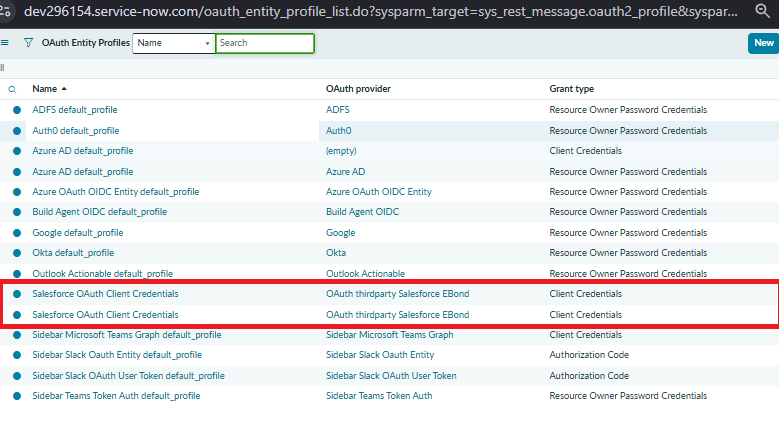 dev296154.service-now.com/oauth_entity_profile_list.do?sysparm_target=sys_rest_message.oauth2_profile&syspar...
OAuth Entity Profiles Name Search New
ll
Name OAuth provider Grant type
ADFS default_profile ADFS Resource Owner Password Credentials
Auth0 default_profile Auth0 Resource Owner Password Credentials
Azure AD default_profile (empty) Client Credentials
Azure AD default_profile Azure AD Resource Owner Password Credentials
Azure OAuth OIDC Entity default_profile Azure OAuth OIDC Entity Resource Owner Password Credentials
Build Agent OIDC default_profile Build Agent OIDC Resource Owner Password Credentials
Google default_profile Google Resource Owner Password Credentials
Okta default_profile Okta Resource Owner Password Credentials
Outlook Actionable default_profile Outlook Actionable Resource Owner Password Credentials
Salesforce OAuth Client Credentials OAuth thirdparty Salesforce EBond Client Credentials
Salesforce OAuth Client Credentials OAuth thirdparty Salesforce EBond Client Credentials
Sidebar Microsoft Teams Graph default_profile Sidebar Microsoft Teams Graph Client Credentials
Sidebar Slack Oauth Entity default_profile Sidebar Slack Oauth Entity Authorization Code
Sidebar Slack OAuth User Token default_profile Sidebar Slack OAuth User Token Authorization Code
Sidebar Teams Token Auth default_profile Sidebar Teams Token Auth Resource Owner Password Credentials